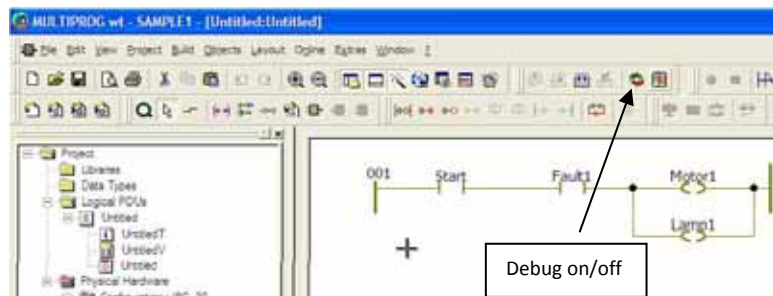 MULTIPROG wt - SAMPLE1 - [Untitled:Untitled]
File Edit View Project Build Objects Layout Online Extras Window ?
Project
Libraries
Data Types
Logical POUs
Untitled
UntitledT
UntitledV
Untitled
Physical Hardware
001 Start Fault1 Motor1
Lamp1
Debug on/off